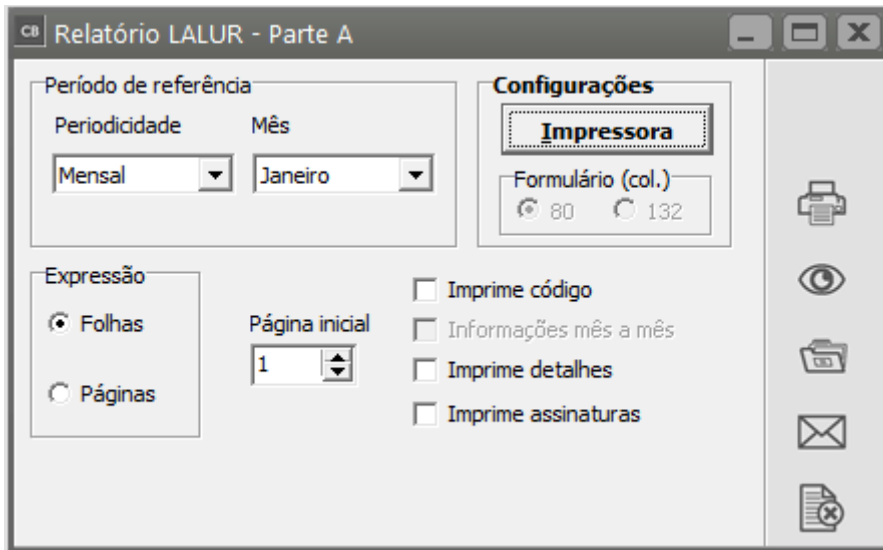 CB Relatório LALUR - Parte A
Período de referência
Periodicidade Mês
Mensal Janeiro
Configurações
Impressora
Formulário (col.)
80 132
Expressão
Folhas
Páginas
Página inicial
1
Imprime código
Informações mês a mês
Imprime detalhes
Imprime assinaturas